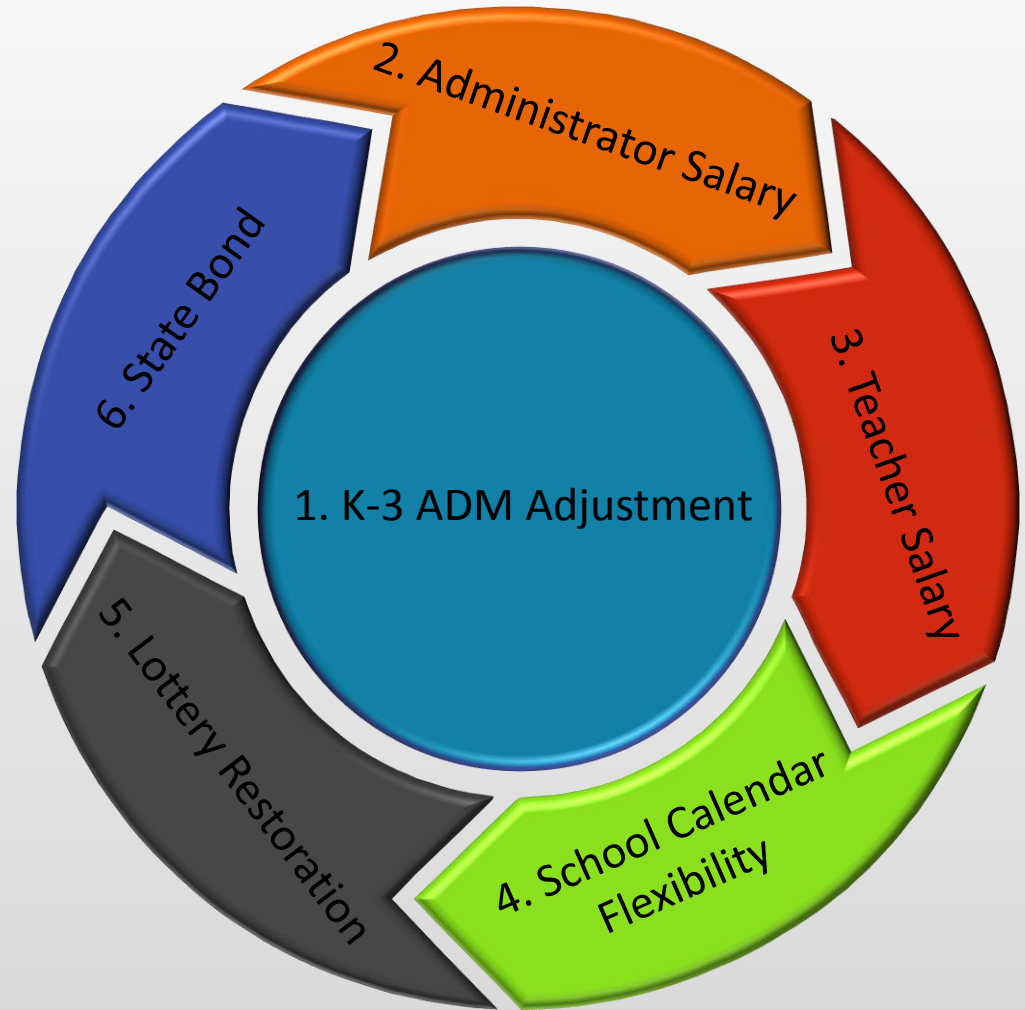 1. K-3 ADM Adjustment
2. Administrator Salary
3. Teacher Salary
4. School Calendar
Flexibility
5. Lottery Restoration
6. State Bond